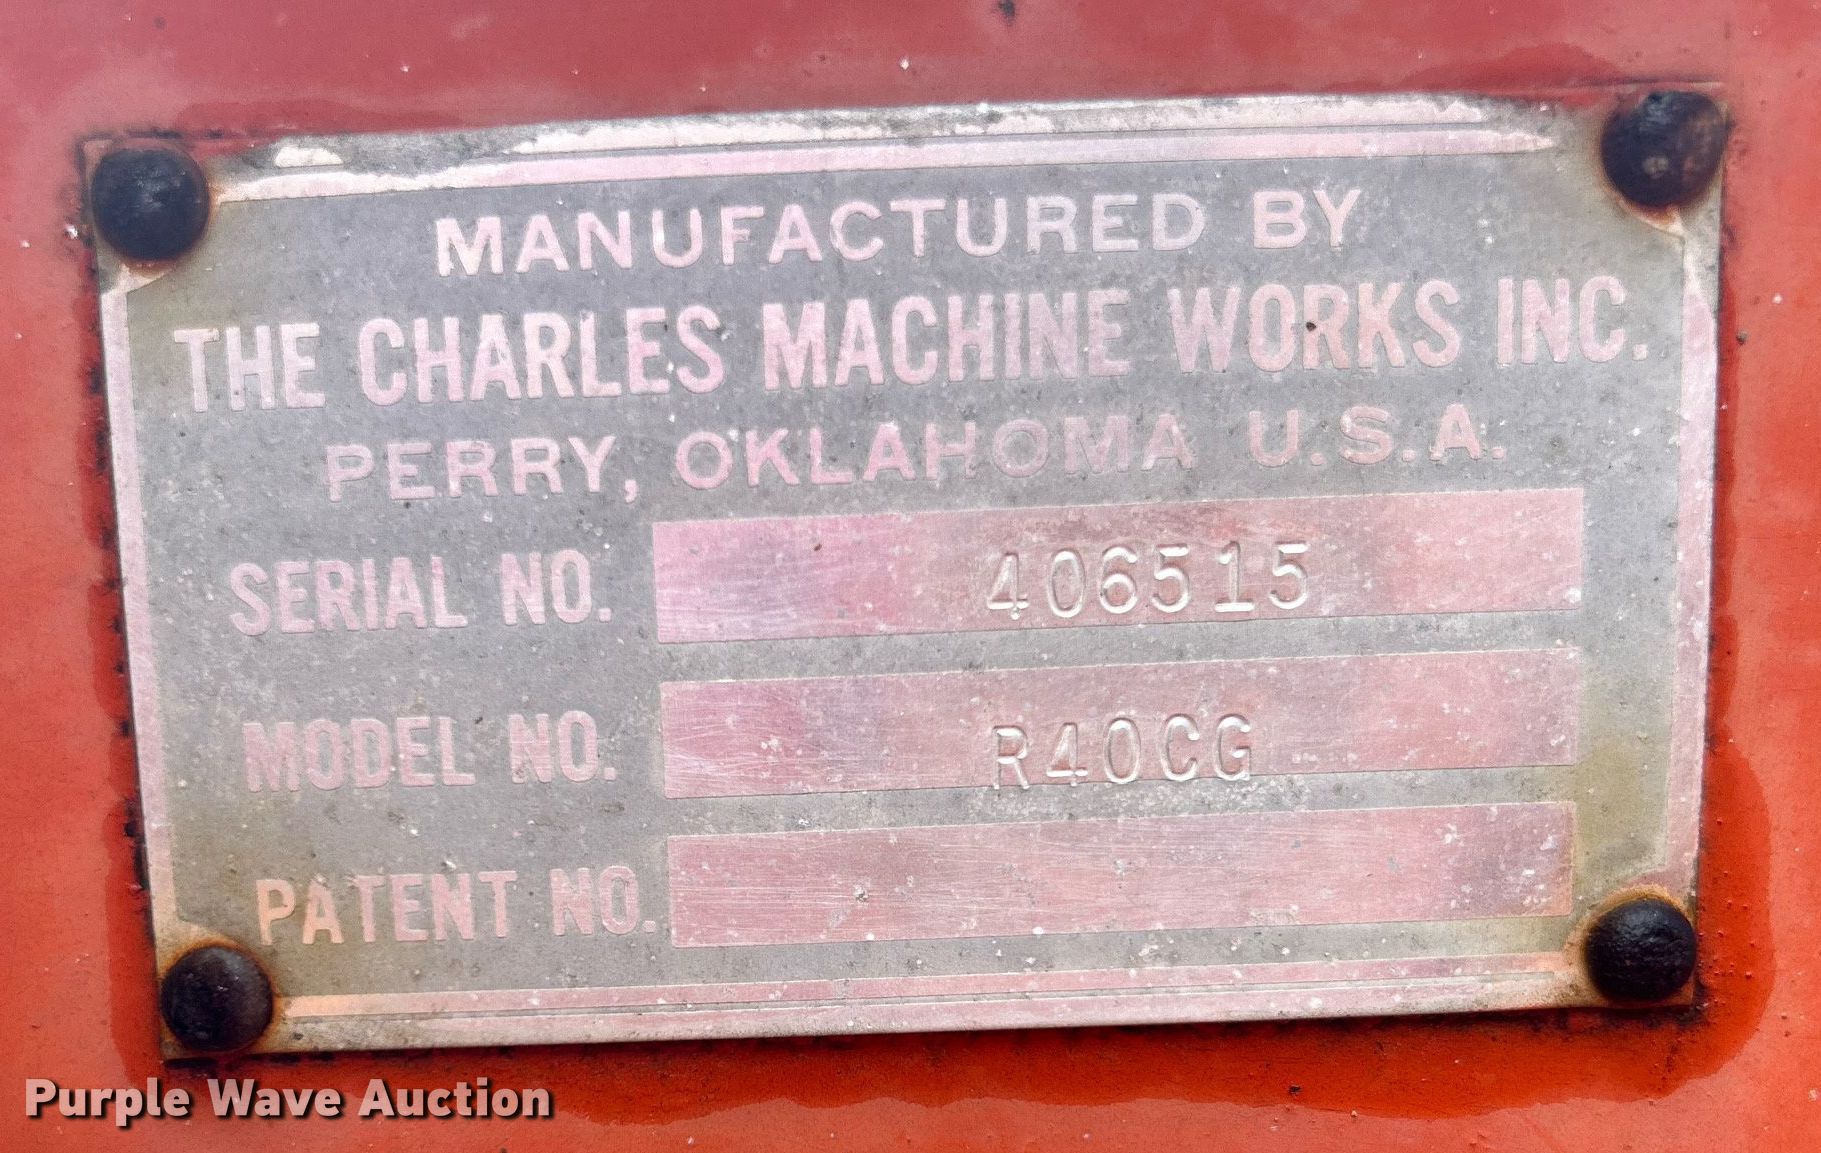 MANUFACTURED BY
THE CHARLES MACHINE WORKS INC.
PERRY, OKLAHOMA U.S.A.
SERIAL NO. 406515
MODEL NO. R40CG
PATENT NO.
Purple Wave Auction